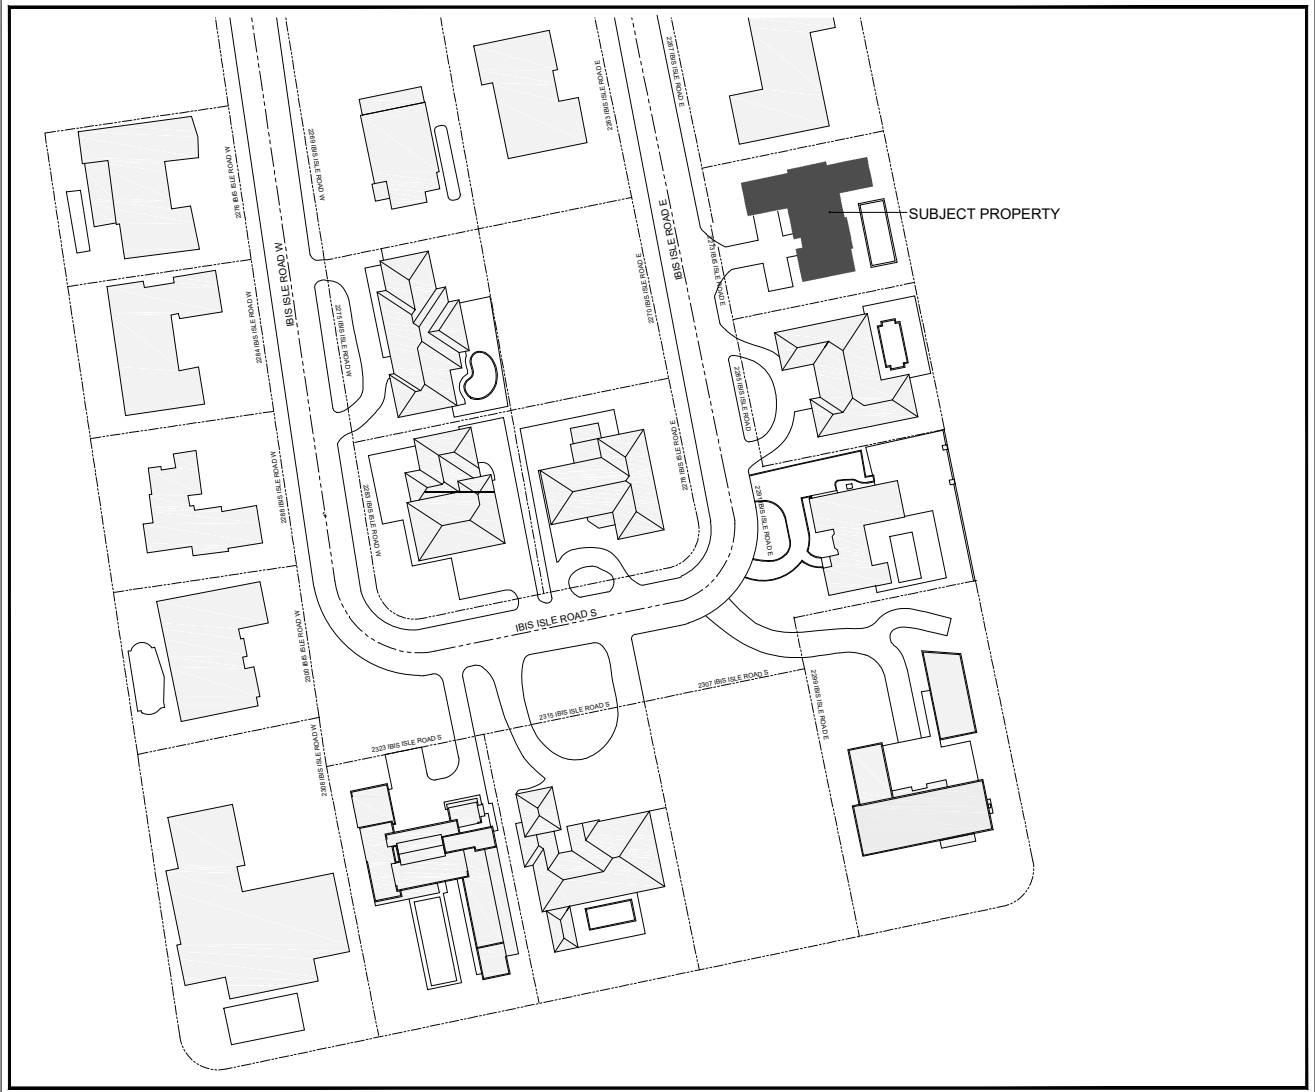 2287 IBIS ISLE ROAD E
2263 IBIS ISLE ROAD E
2269 IBIS ISLE ROAD W
2276 IBIS ISLE ROAD W
SUBJECT PROPERTY
IBIS ISLE ROAD E
2275 IBIS ISLE ROAD E
IBIS ISLE ROAD W
2270 IBIS ISLE ROAD E
2284 IBIS ISLE ROAD W
2275 IBIS ISLE ROAD W
2285 IBIS ISLE ROAD
2278 IBIS ISLE ROAD E
2288 IBIS ISLE ROAD W
2293 IBIS ISLE ROAD W
2291 IBIS ISLE ROAD E
IBIS ISLE ROAD S
2300 IBIS ISLE ROAD W
2307 IBIS ISLE ROAD S
2299 IBIS ISLE ROAD E
2315 IBIS ISLE ROAD S
2323 IBIS ISLE ROAD S
2308 IBIS ISLE ROAD W